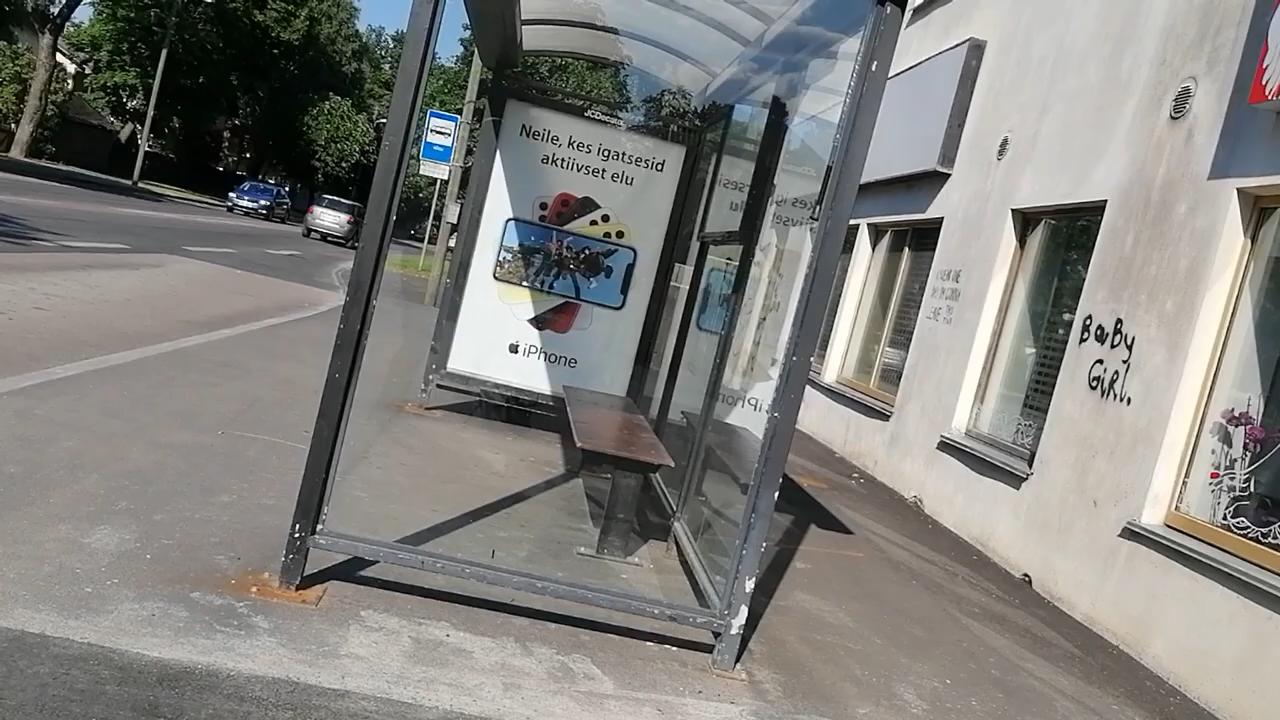 JCDecaux
Neile, kes igatsesid
aktiivset elu
iPhone
BaBy
GiRL.